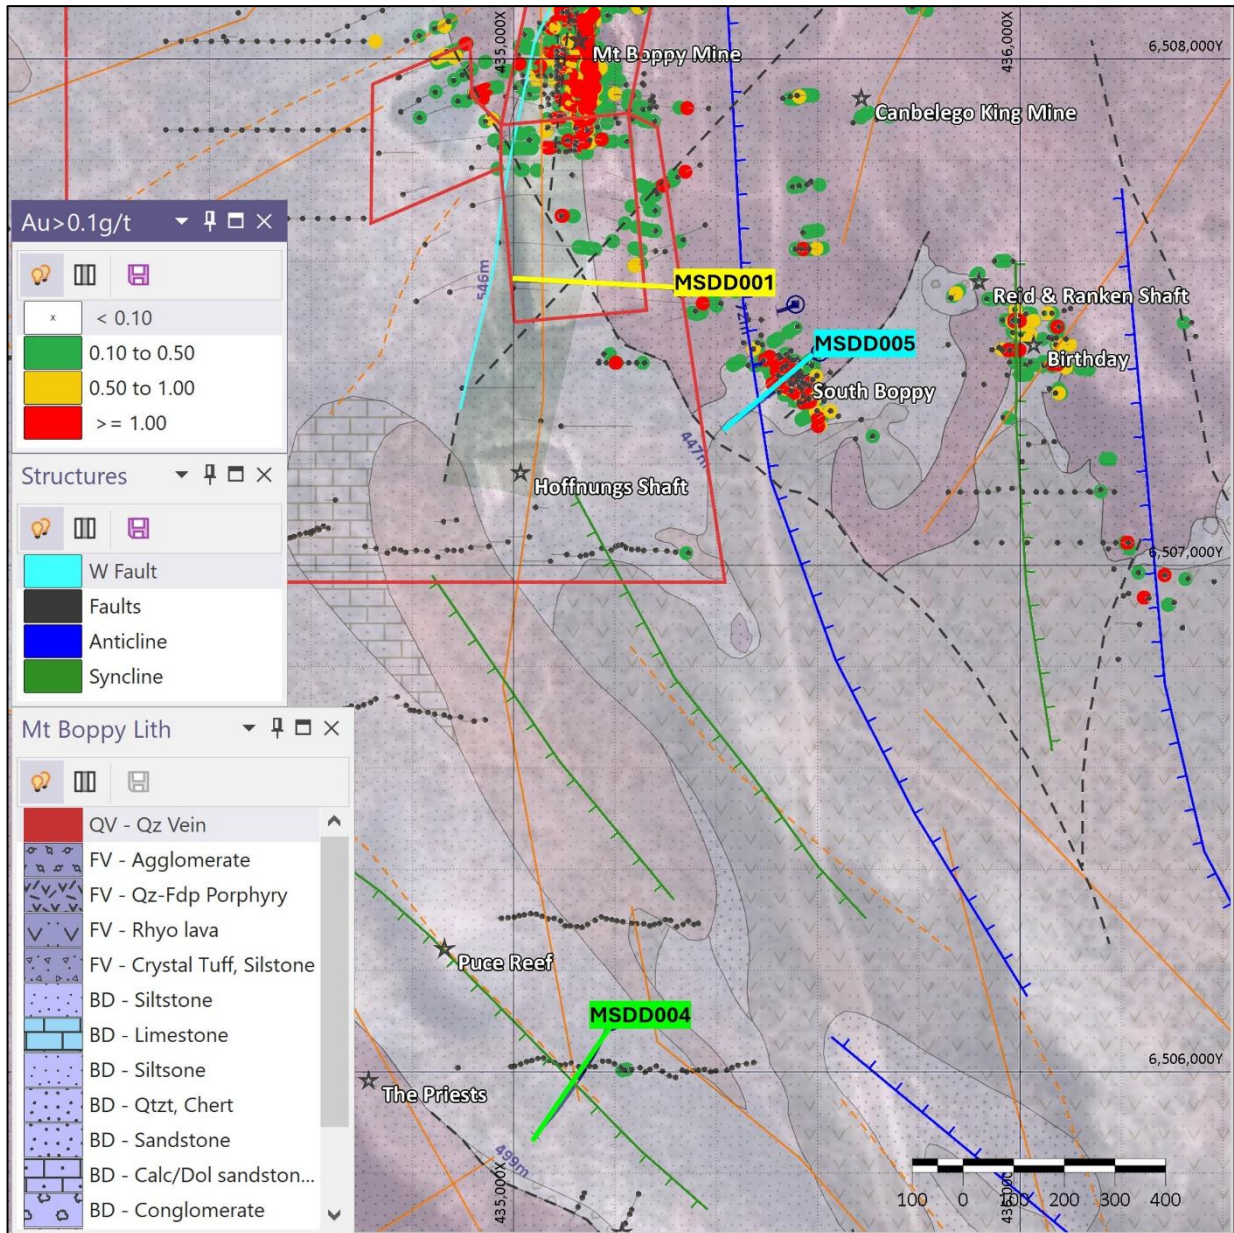 435,000X
436,000X
6,508,000Y
Mt Boppy Mine
Canbelego King Mine
Au>0.1g/t
x < 0.10
0.10 to 0.50
0.50 to 1.00
>= 1.00
546m
MSDD001
Reid & Ranken Shaft
MSDD005
Birthday
South Boppy
447m
Structures
W Fault
Faults
Anticline
Syncline
Hoffnungs Shaft
6,507,000Y
Mt Boppy Lith
QV - Qz Vein
FV - Agglomerate
FV - Qz-Fdp Porphyry
FV - Rhyo lava
FV - Crystal Tuff, Silstone
BD - Siltstone
BD - Limestone
BD - Siltsone
BD - Qtzt, Chert
BD - Sandstone
BD - Calc/Dol sandston...
BD - Conglomerate
Puce Reef
MSDD004
6,506,000Y
The Priests
499m
435,000X
100 0 100 200 300 400